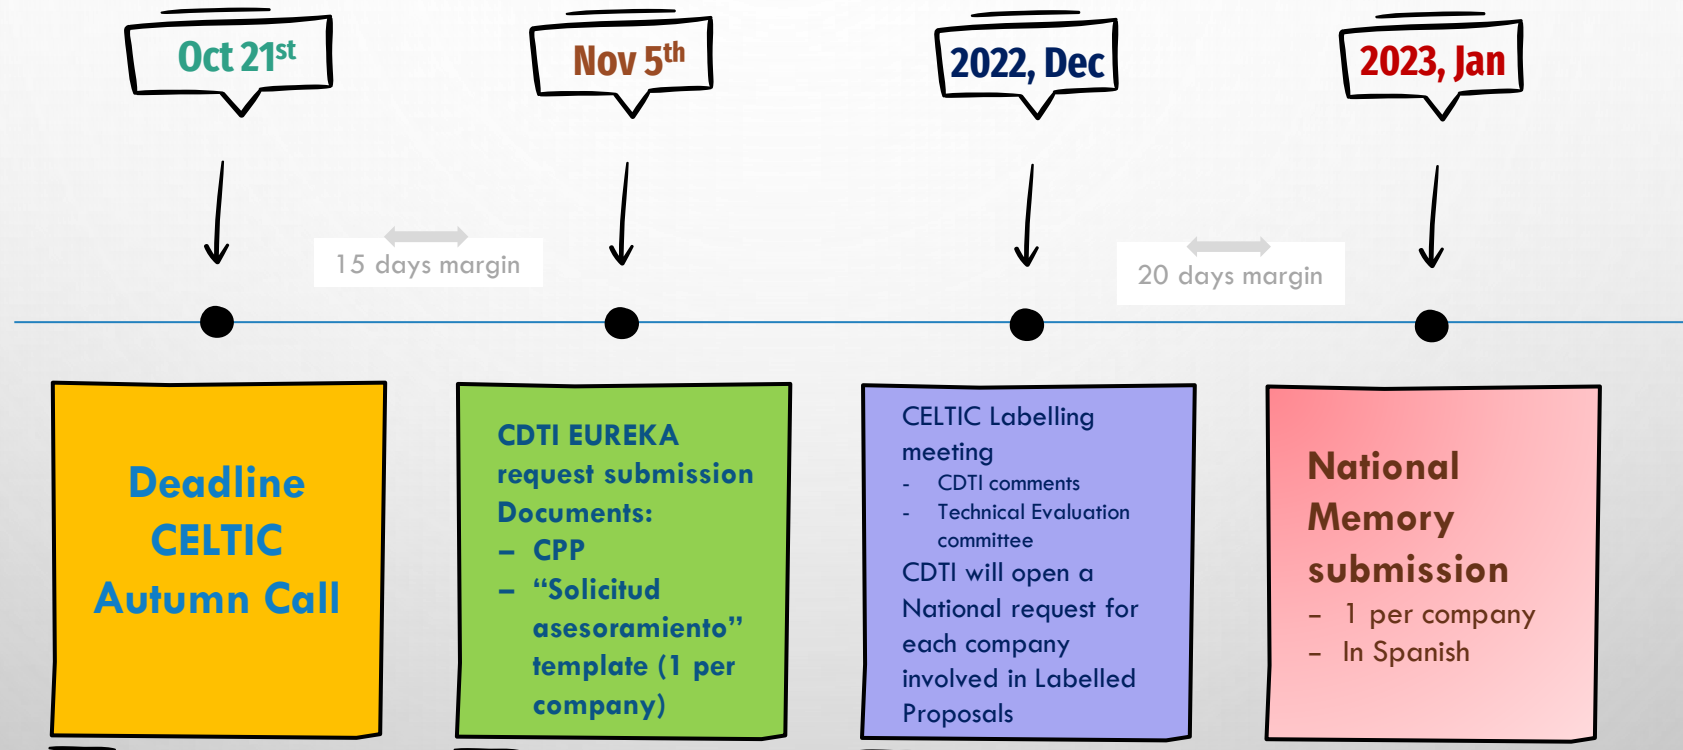 Oct 21st
Nov 5th
2022, Dec
2023, Jan
15 days margin
20 days margin
Deadline
CELTIC
Autumn Call
CDTI EUREKA
request submission
Documents:
– CPP
– “Solicitud
asesoramiento”
template (1 per
company)
CELTIC Labelling
meeting
- CDTI comments
- Technical Evaluation
committee
CDTI will open a
National request for
each company
involved in Labelled
Proposals
National
Memory
submission
– 1 per company
– In Spanish